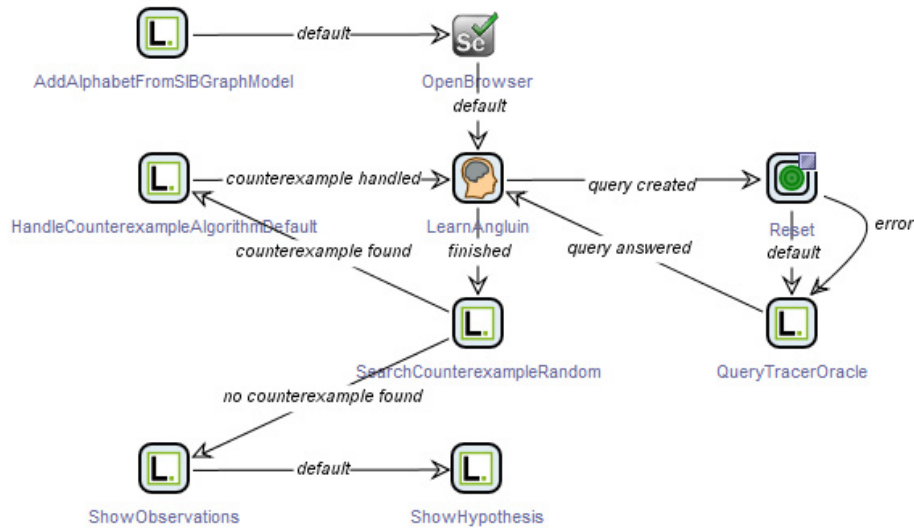 L.
default
Sc
AddAlphabetFromSIBGraphModel
OpenBrowser
default
L.
counterexample handled
query created
HandleCounterexampleAlgorithmDefault
LearnAngluin
Reset
error
counterexample found
finished
query answered
default
L.
L.
SearchCounterexampleRandom
QueryTracerOracle
no counterexample found
L.
default
L.
ShowObservations
ShowHypothesis